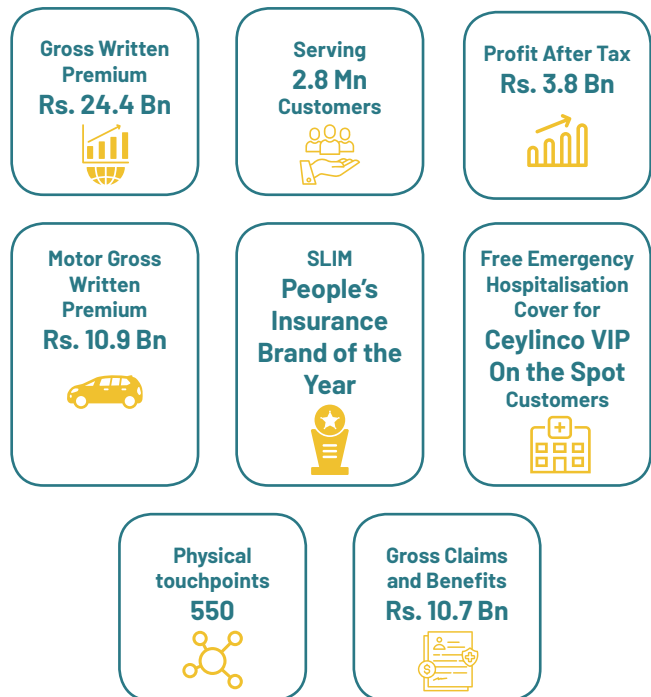 Gross Written
Premium
Rs. 24.4 Bn
Serving
2.8 Mn
Customers
Profit After Tax
Rs. 3.8 Bn
Motor Gross
Written
Premium
Rs. 10.9 Bn
SLIM
People's
Insurance
Brand of the
Year
Free Emergency
Hospitalisation
Cover for
Ceylinco VIP
On the Spot
Customers
Physical
touchpoints
550
Gross Claims
and Benefits
Rs. 10.7 Bn
$